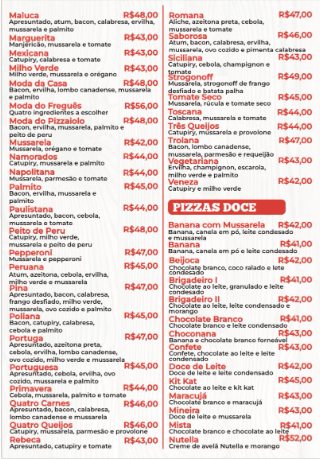 Maluca R$48,00
Apresuntado, atum, bacon, calabresa, ervilha,
mussarela e palmito
Marguerita R$43,00
Manjericão, mussarela e tomate
Mexicana R$43,00
Catupiry, calabresa e tomate
Milho Verde R$43,00
Milho verde, mussarela e orégano
Moda da Casa R$48,00
Bacon, ervilha, lombo canadense, mussarela
e palmito
Moda do Freguês R$56,00
Quatro ingredientes a escolher
Moda do Pizzaiolo R$48,00
Bacon, ervilha, mussarela, palmito e
peito de peru
Mussarela R$42,00
Mussarela, orégano e tomate
Namorados R$44,00
Catupiry, mussarela e palmito
Napolitana R$44,00
Mussarela, parmesão e tomate
Palmito R$45,00
Bacon, ervilha, mussarela e
palmito
Paulistana R$44,00
Apresuntado, bacon, cebola,
mussarela e tomate
Peito de Peru R$48,00
Catupiry, milho verde,
mussarela e peito de peru
Pepperoni R$47,00
Mussarela e pepperoni
Peruana R$45,00
Atum, azeitona, cebola, ervilha,
milho verde e mussarela
Pina R$47,00
Apresuntado, bacon, calabresa,
frango desfiado, milho verde,
mussarela, ovo cozido e palmito
Poliana R$45,00
Bacon, catupiry, calabresa,
cebola e palmito
Portuga R$47,00
Apresuntado, azeitona preta,
cebola, ervilha, lombo canadense,
ovo cozido, milho verde e mussarela
Portuguesa R$45,00
Apresuntado, cebola, ervilha, ovo
cozido, mussarela e palmito
Primavera R$44,00
Cebola, mussarela, palmito e tomate
Quatro Carnes R$46,00
Apresuntado, bacon, calabresa,
lombo canadense e mussarela
Quatro Queijos R$46,00
Catupiry, mussarela, parmesão e provolone
Rebeca R$43,00
Apresuntado, catupiry e tomate
Romana R$47,00
Aliche, azeitona preta, cebola,
mussarela e tomate
Saborosa R$46,00
Atum, bacon, calabresa, ervilha,
mussarela, ovo cozido e pimenta calabresa
Siciliana R$43,00
Catupiry, cebola, champignon e
tomate
Strogonoff R$49,00
Mussarela, strogonoff de frango
desfiado e batata palha
Tomate Seco R$45,00
Mussarela, rúcula e tomate seco
Toscana R$44,00
Calabresa, mussarela e tomate
Três Queijos R$44,00
Catupiry, mussarela e provolone
Troiana R$47,00
Bacon, lombo canadense,
mussarela, parmesão e requeijão
Vegetariana R$43,00
Ervilha, champignon, escarola,
milho verde e palmito
Veneza R$42,00
Catupiry e milho verde
PIZZAS DOCE
Banana com Mussarela R$42,00
Banana, canela em pó, leite condensado
e mussarela
Banana R$41,00
Banana, canela em pó e leite condensado
Beijoca R$42,00
Chocolate branco, coco ralado e lete
condesado
Brigadeiro I R$41,00
Chocolate ao leite, granulado e leite
condesado
Brigadeiro II R$42,00
Chocolate ao leite, leite condensado e
morango
Chocolate Branco R$41,00
Chocolate branco e leite condensado
Choconana R$43,00
Banana e chocolate branco forneável
Confete R$43,00
Confete, chocolate ao leite e leite
condensado
Doce de Leite R$42,00
Doce de leite e leite condensado
Kit Kat R$45,00
Chocolate ao leite e kit kat
Maracujá R$43,00
Chocolate branco e maracujá
Mineiro R$43,00
Doce de leite e mussarela
Mista R$41,00
Chocolate branco e chocolate ao leite
Nutella R$52,00
Creme de avelã Nutella e morango